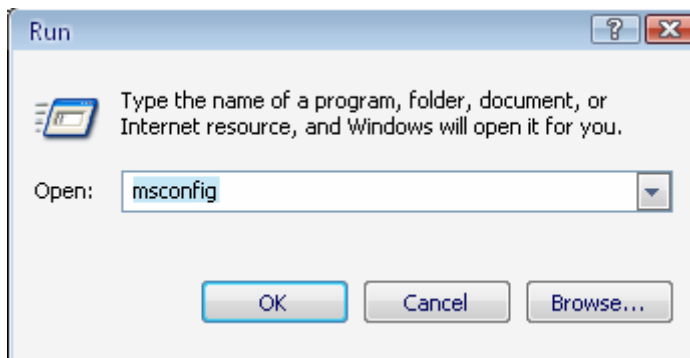 Run
Type the name of a program, folder, document, or
Internet resource, and Windows will open it for you.
Open: msconfig
OK Cancel Browse...